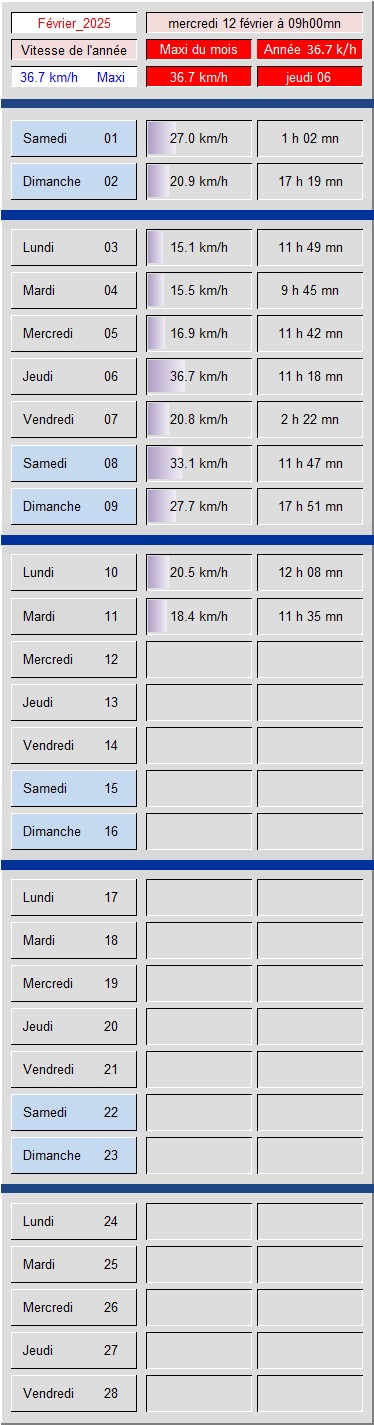 Février_2025 mercredi 12 février à 09h00mn
Vitesse de l'année Maxi du mois Année 36.7 k/h
36.7 km/h Maxi 36.7 km/h jeudi 06
Samedi 01 27.0 km/h 1 h 02 mn
Dimanche 02 20.9 km/h 17 h 19 mn
Lundi 03 15.1 km/h 11 h 49 mn
Mardi 04 15.5 km/h 9 h 45 mn
Mercredi 05 16.9 km/h 11 h 42 mn
Jeudi 06 36.7 km/h 11 h 18 mn
Vendredi 07 20.8 km/h 2 h 22 mn
Samedi 08 33.1 km/h 11 h 47 mn
Dimanche 09 27.7 km/h 17 h 51 mn
Lundi 10 20.5 km/h 12 h 08 mn
Mardi 11 18.4 km/h 11 h 35 mn
Mercredi 12
Jeudi 13
Vendredi 14
Samedi 15
Dimanche 16
Lundi 17
Mardi 18
Mercredi 19
Jeudi 20
Vendredi 21
Samedi 22
Dimanche 23
Lundi 24
Mardi 25
Mercredi 26
Jeudi 27
Vendredi 28